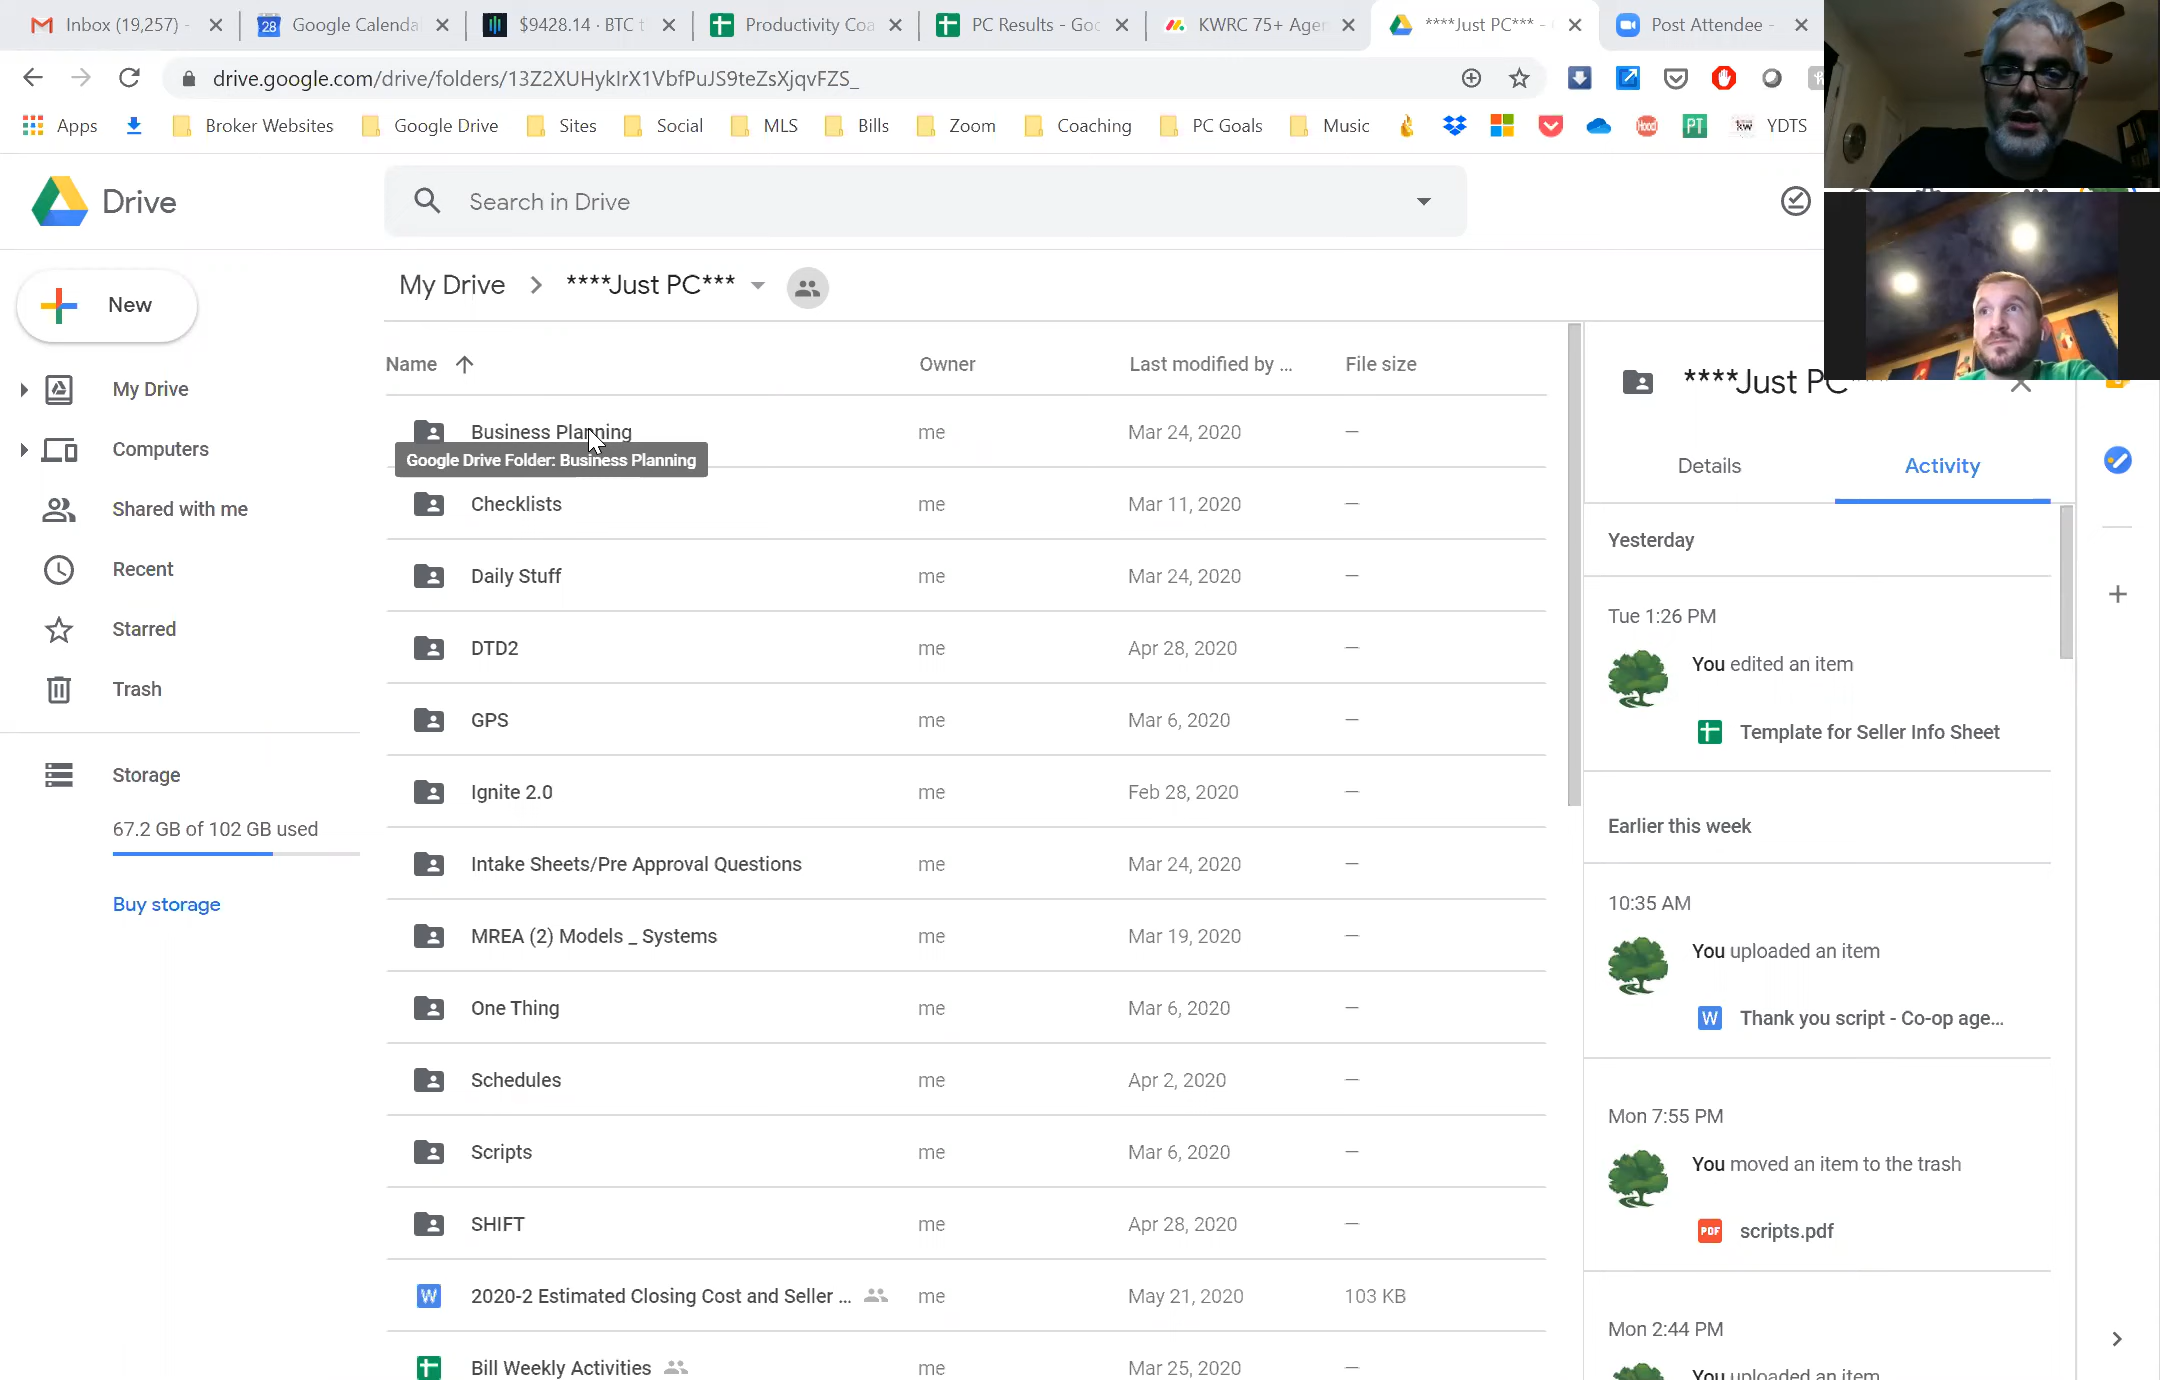 Inbox (19,257) -
28 Google Calenda
$9428.14 · BTC t
Productivity Coa
PC Results - Goo
KWRC 75+ Agen
****Just PC*** -
Post Attendee -
drive.google.com/drive/folders/13Z2XUHyklrX1VbfPuJS9teZsXjqvFZS_
Apps
Broker Websites
Google Drive
Sites
Social
MLS
Bills
Zoom
Coaching
PC Goals
Music
Hood
PT
kw
YDTS
Drive
Search in Drive
New
My Drive > ****Just PC***
My Drive
Computers
Shared with me
Recent
Starred
Trash
Storage
67.2 GB of 102 GB used
Buy storage
Name Owner Last modified by ... File size
Business Planning me Mar 24, 2020 —
Google Drive Folder: Business Planning
Checklists me Mar 11, 2020 —
Daily Stuff me Mar 24, 2020 —
DTD2 me Apr 28, 2020 —
GPS me Mar 6, 2020 —
Ignite 2.0 me Feb 28, 2020 —
Intake Sheets/Pre Approval Questions me Mar 24, 2020 —
MREA (2) Models _ Systems me Mar 19, 2020 —
One Thing me Mar 6, 2020 —
Schedules me Apr 2, 2020 —
Scripts me Mar 6, 2020 —
SHIFT me Apr 28, 2020 —
W 2020-2 Estimated Closing Cost and Seller ... me May 21, 2020 103 KB
Bill Weekly Activities me Mar 25, 2020 —
****Just PC
Details Activity
Yesterday
Tue 1:26 PM
You edited an item
Template for Seller Info Sheet
Earlier this week
10:35 AM
You uploaded an item
W Thank you script - Co-op age...
Mon 7:55 PM
You moved an item to the trash
PDF scripts.pdf
Mon 2:44 PM
You uploaded an item